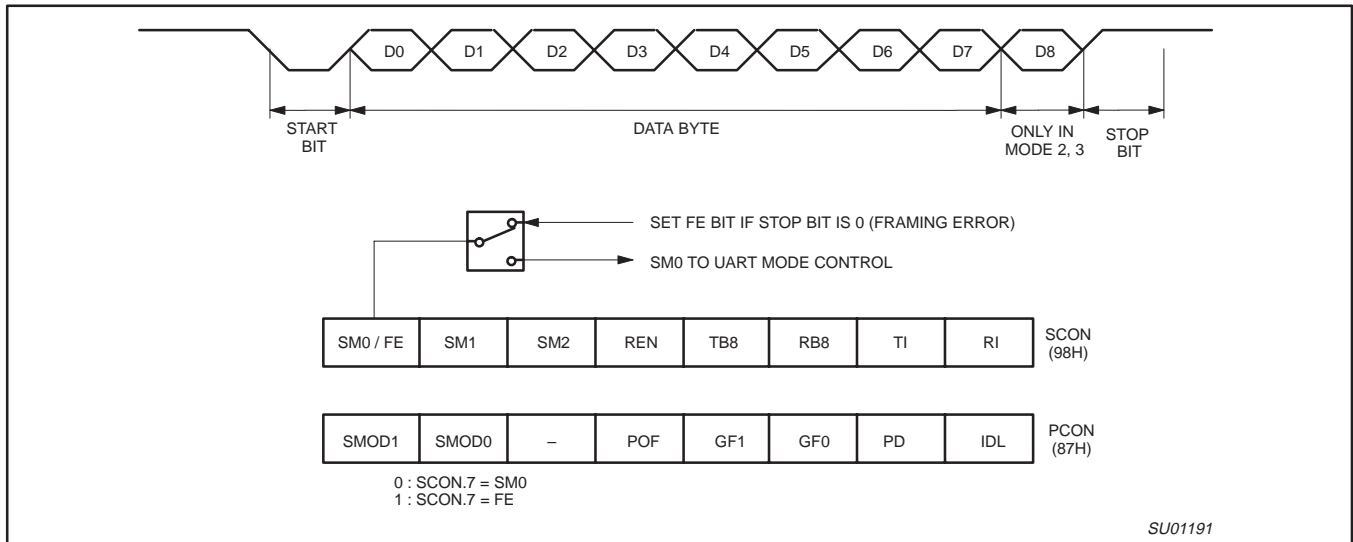 D0 D1 D2 D3 D4 D5 D6 D7 D8
START
BIT
DATA BYTE
ONLY IN
MODE 2, 3
STOP
BIT
SET FE BIT IF STOP BIT IS 0 (FRAMING ERROR)
SM0 TO UART MODE CONTROL
SM0 / FE SM1 SM2 REN TB8 RB8 TI RI
SCON
(98H)
SMOD1 SMOD0 – POF GF1 GF0 PD IDL
PCON
(87H)
0 : SCON.7 = SM0
1 : SCON.7 = FE
SU01191